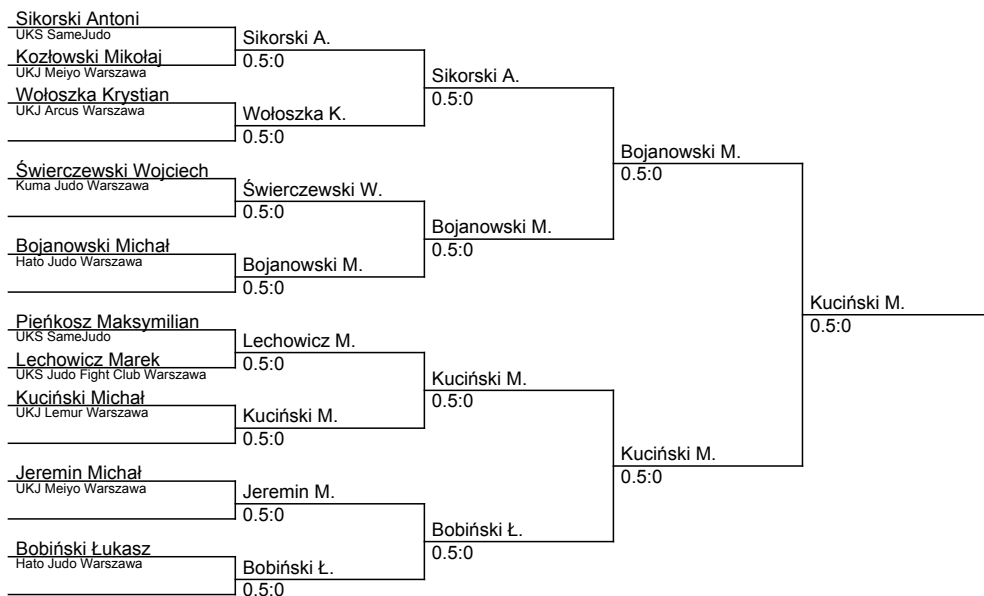 Sikorski Antoni
UKS SameJudo
Kozłowski Mikołaj
UKJ Meiyo Warszawa
Wołoszka Krystian
UKJ Arcus Warszawa
Świerczewski Wojciech
Kuma Judo Warszawa
Bojanowski Michał
Hato Judo Warszawa
Pieńkosz Maksymilian
UKS SameJudo
Lechowicz Marek
UKS Judo Fight Club Warszawa
Kuciński Michał
UKJ Lemur Warszawa
Jeremin Michał
UKJ Meiyo Warszawa
Bobiński Łukasz
Hato Judo Warszawa
Sikorski A.
0.5:0
Wołoszka K.
0.5:0
Świerczewski W.
0.5:0
Bojanowski M.
0.5:0
Lechowicz M.
0.5:0
Kuciński M.
0.5:0
Jeremin M.
0.5:0
Bobiński Ł.
0.5:0
Sikorski A.
0.5:0
Bojanowski M.
0.5:0
Kuciński M.
0.5:0
Bobiński Ł.
0.5:0
Bojanowski M.
0.5:0
Kuciński M.
0.5:0
Kuciński M.
0.5:0